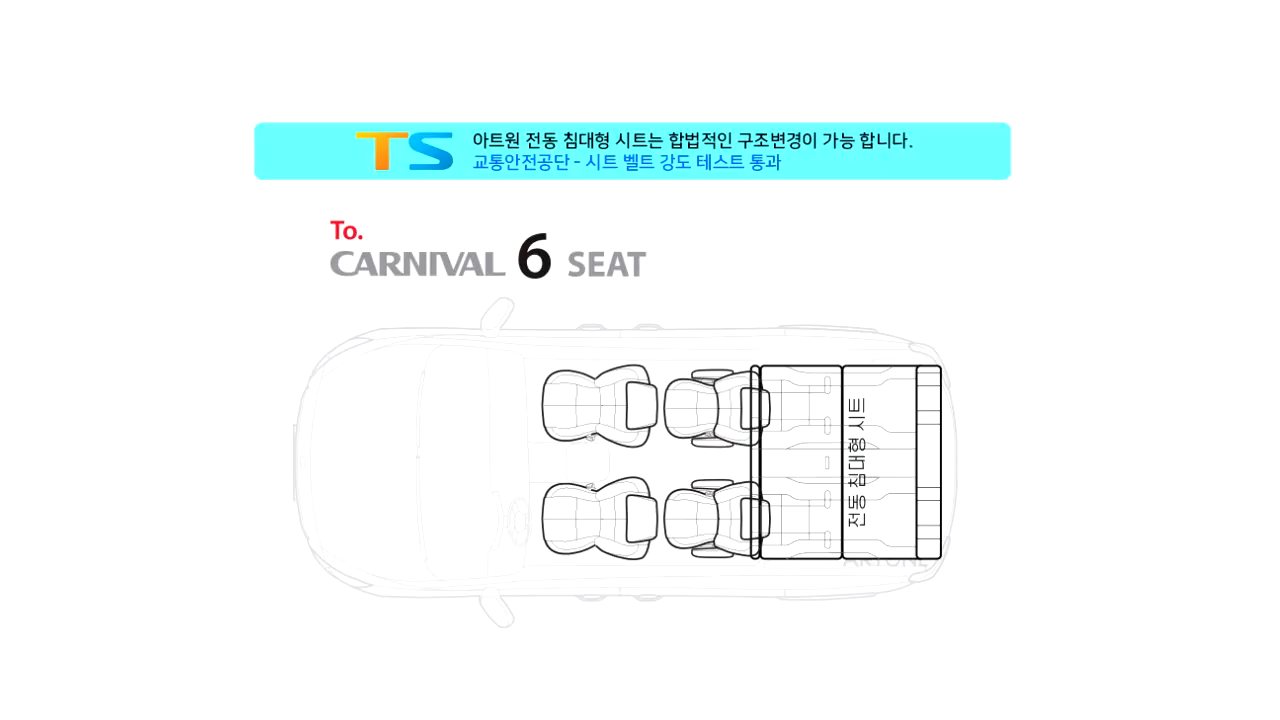 TS
아트원 전동 침대형 시트는 합법적인 구조변경이 가능 합니다.
교통안전공단 - 시트 벨트 강도 테스트 통과
To.
CARNIVAL 6 SEAT
전동 침대형 시트
ARTONE